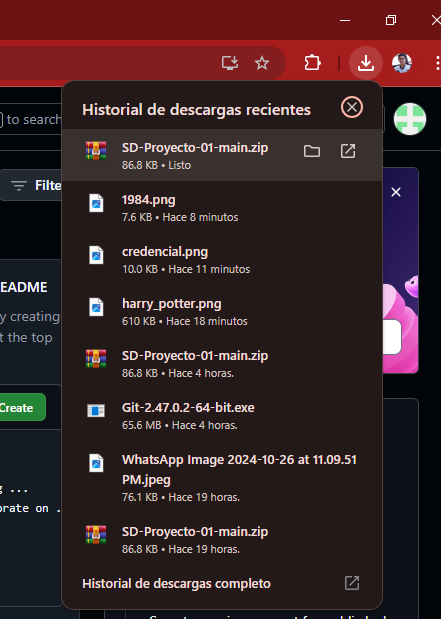 to search
Historial de descargas recientes
SD-Proyecto-01-main.zip
86.8 KB • Listo
Filte
1984.png
7.6 KB • Hace 8 minutos
credencial.png
10.0 KB • Hace 11 minutos
EADME
y creating
t the top
harry_potter.png
610 KB • Hace 18 minutos
SD-Proyecto-01-main.zip
86.8 KB • Hace 4 horas.
Create
Git-2.47.0.2-64-bit.exe
65.6 MB • Hace 4 horas.
WhatsApp Image 2024-10-26 at 11.09.51
PM.jpeg
76.1 KB • Hace 19 horas.
g ...
orate on .
SD-Proyecto-01-main.zip
86.8 KB • Hace 19 horas.
Historial de descargas completo